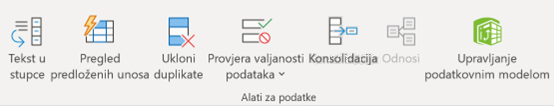 Tekst u
stupce
Pregled
predloženih unosa
Ukloni
duplikate
Provjera valjanosti
podataka
Konsolidacija
Odnosi
Upravljanje
podatkovnim modelom
Alati za podatke